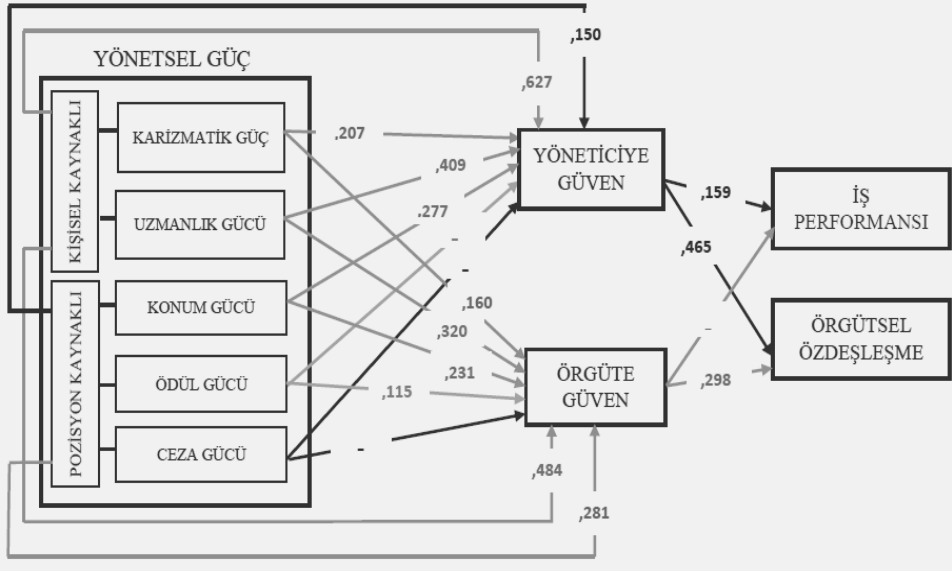 ,150
,627
YÖNETSEL GÜÇ
KİŞİSEL KAYNAKLI
KARİZMATİK GÜÇ
,207
YÖNETİCİYE
GÜVEN
,409
,159
İŞ
PERFORMANSI
UZMANLIK GÜCÜ
,277
-
,465
-
POZİSYON KAYNAKLI
KONUM GÜCÜ
,160
,320
-
ÖRGÜTSEL
ÖZDEŞLEŞME
ÖDÜL GÜCÜ
,231
,115
ÖRGÜTE
GÜVEN
,298
CEZA GÜCÜ
-
,484
,281